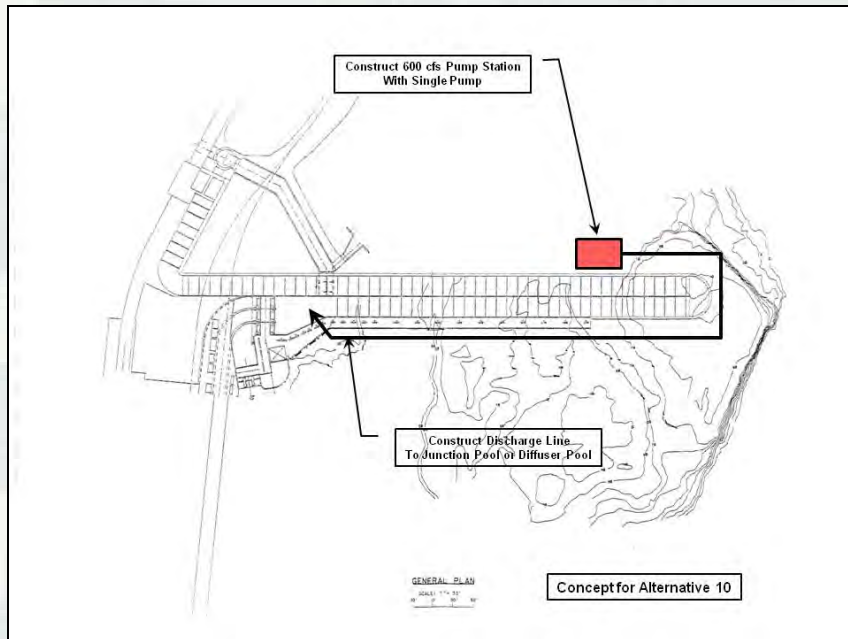 Construct 600 cfs Pump Station
With Single Pump
Construct Discharge Line
To Junction Pool or Diffuser Pool
GENERAL PLAN
Concept for Alternative 10